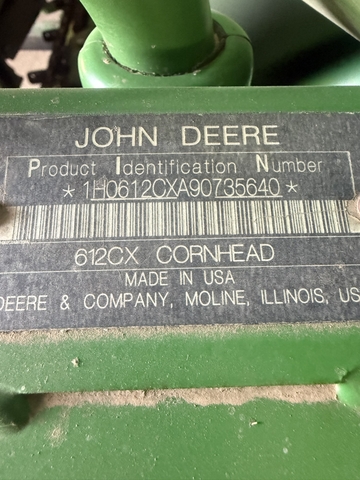 JOHN DEERE
Product Identification Number
*1H0612CXA90735640*
612CX CORNHEAD
MADE IN USA
DEERE & COMPANY, MOLINE, ILLINOIS, US